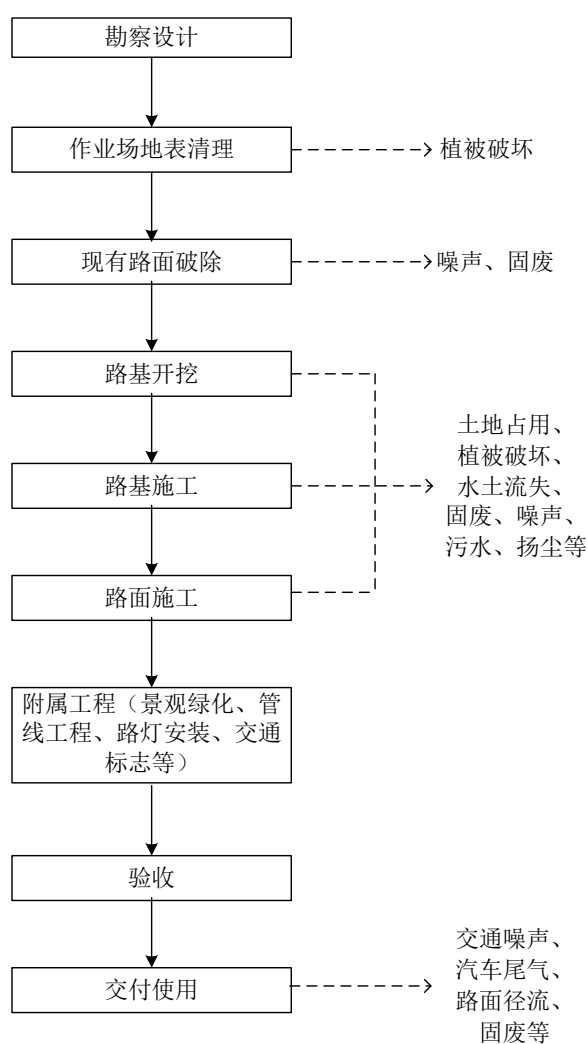 勘察设计
作业场地表清理
植被破坏
现有路面破除
噪声、固废
路基开挖
路基施工
路面施工
土地占用、
植被破坏、
水土流失、
固废、噪声、
污水、扬尘等
附属工程（景观绿化、管
线工程、路灯安装、交通
标志等）
验收
交付使用
交通噪声、
汽车尾气、
路面径流、
固废等